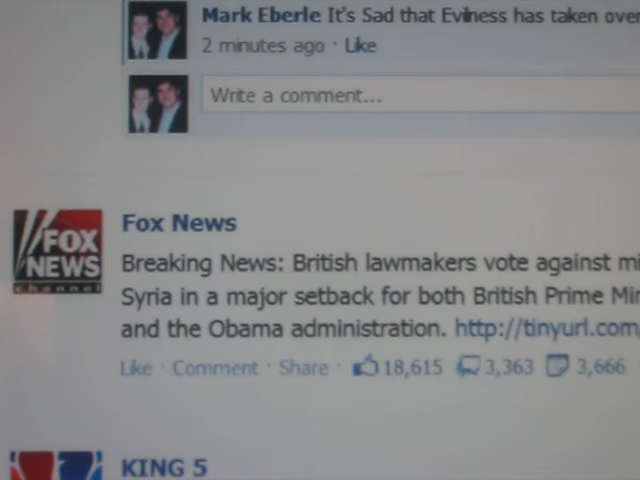 Mark Eberle It's Sad that Evilness has taken over
2 minutes ago · Like
Write a comment...
Fox News
FOX
NEWS
channel
Breaking News: British lawmakers vote against
Syria in a major setback for both British Prime
and the Obama administration. http://tinyurl.com
Like · Comment · Share · 18,615 3,363 3,666
KING 5